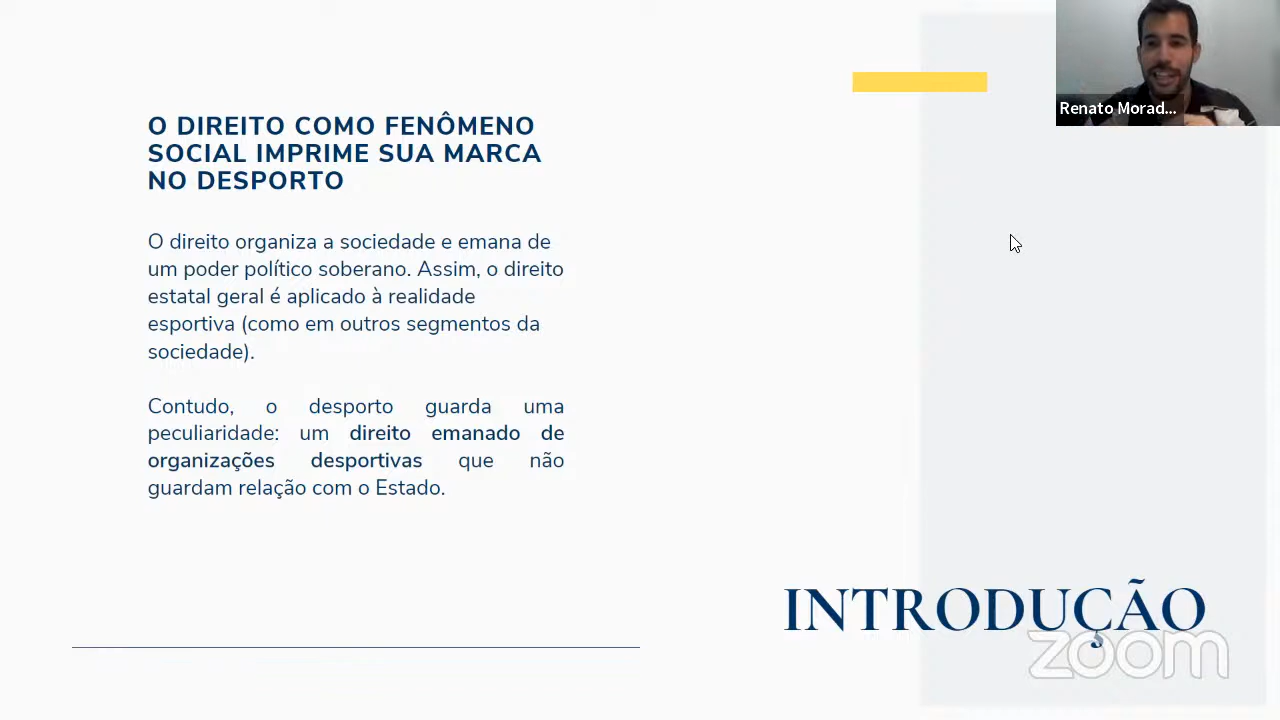 Renato Morad...
O DIREITO COMO FENÔMENO
SOCIAL IMPRIME SUA MARCA
NO DESPORTO
O direito organiza a sociedade e emana de
um poder político soberano. Assim, o direito
estatal geral é aplicado à realidade
esportiva (como em outros segmentos da
sociedade).
Contudo, o desporto guarda uma
peculiaridade: um direito emanado de
organizações desportivas que não
guardam relação com o Estado.
INTRODUÇÃO
zoom